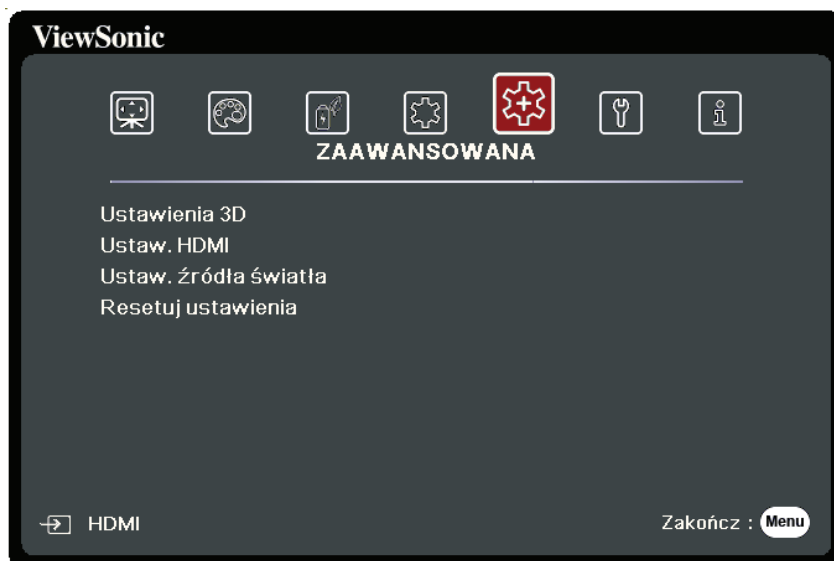 ViewSonic
ZAAWANSOWANA
Ustawienia 3D
Ustaw. HDMI
Ustaw. źródła światła
Resetuj ustawienia
HDMI
Zakończ : Menu